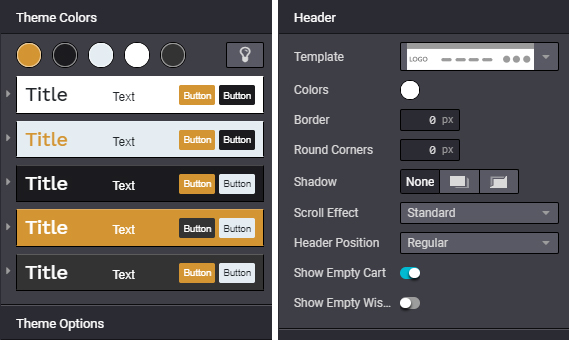 Theme Colors
Title Text Button Button
Title Text Button Button
Title Text Button Button
Title Text Button Button
Title Text Button Button
Theme Options
Header
Template LOGO
Colors
Border 0 px
Round Corners 0 px
Shadow None
Scroll Effect Standard
Header Position Regular
Show Empty Cart
Show Empty Wis...